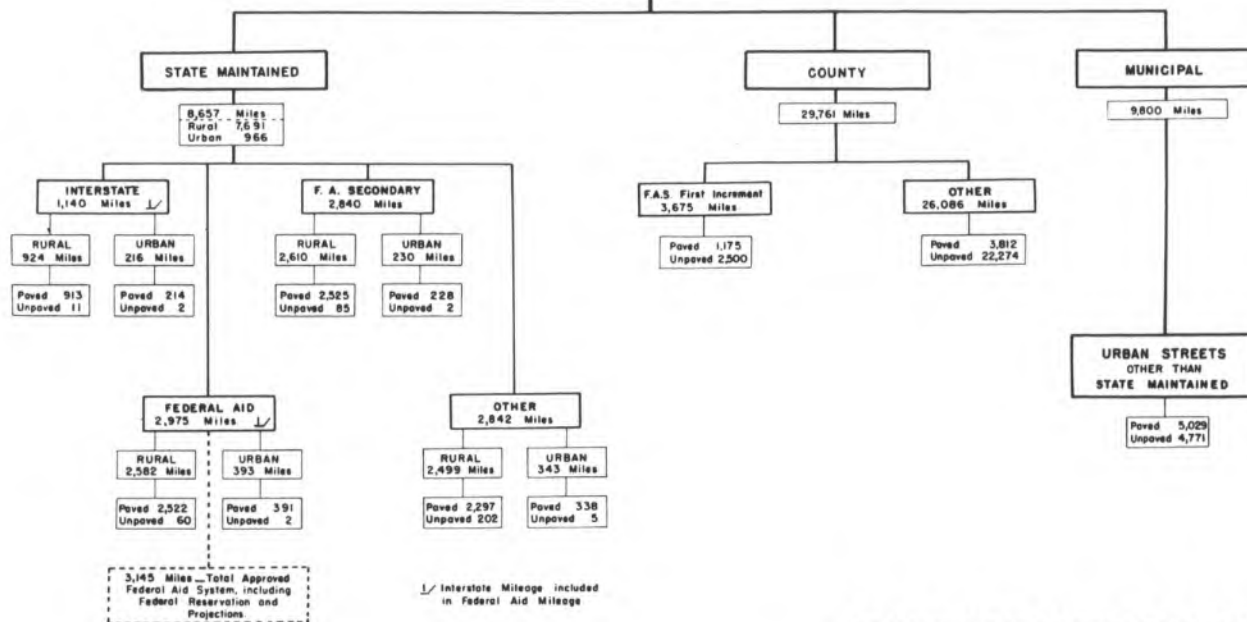 STATE MAINTAINED
8,657 Miles
Rural 7,691
Urban 966
INTERSTATE
1,140 Miles 1/
RURAL
924 Miles
Paved 913
Unpaved 11
URBAN
216 Miles
Paved 214
Unpaved 2
F. A. SECONDARY
2,840 Miles
RURAL
2,610 Miles
Paved 2,525
Unpaved 85
URBAN
230 Miles
Paved 228
Unpaved 2
FEDERAL AID
2,975 Miles 1/
RURAL
2,582 Miles
Paved 2,522
Unpaved 60
URBAN
393 Miles
Paved 391
Unpaved 2
3,145 Miles — Total Approved
Federal Aid System, including
Federal Reservation and
Projections
OTHER
2,842 Miles
RURAL
2,499 Miles
Paved 2,297
Unpaved 202
URBAN
343 Miles
Paved 338
Unpaved 5
1/ Interstate Mileage included
in Federal Aid Mileage
COUNTY
29,761 Miles
F.A.S. First Increment
3,675 Miles
Paved 1,175
Unpaved 2,500
OTHER
26,086 Miles
Paved 3,812
Unpaved 22,274
MUNICIPAL
9,800 Miles
URBAN STREETS
OTHER THAN
STATE MAINTAINED
Paved 5,029
Unpaved 4,771